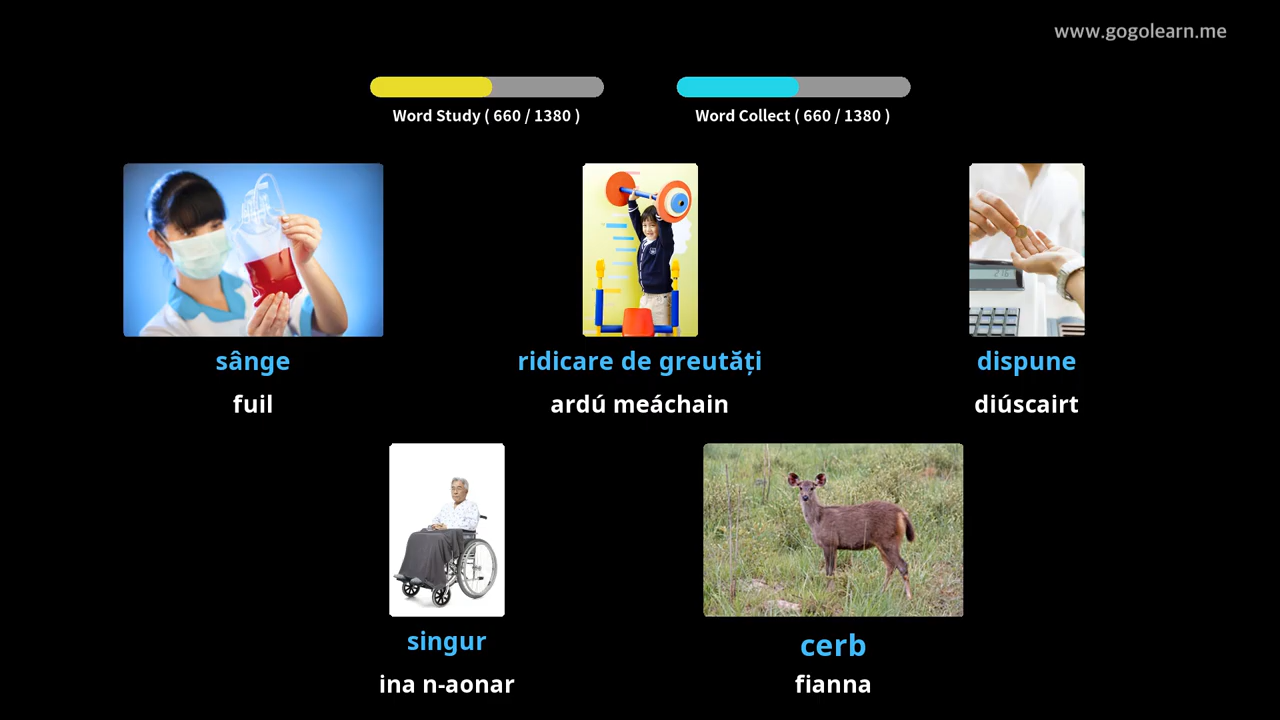 www.gogolearn.me
Word Study ( 660 / 1380 )
Word Collect ( 660 / 1380 )
sânge
ridicare de greutăți
dispune
fuil
ardú meáchain
diúscairt
singur
cerb
ina n-aonar
fianna